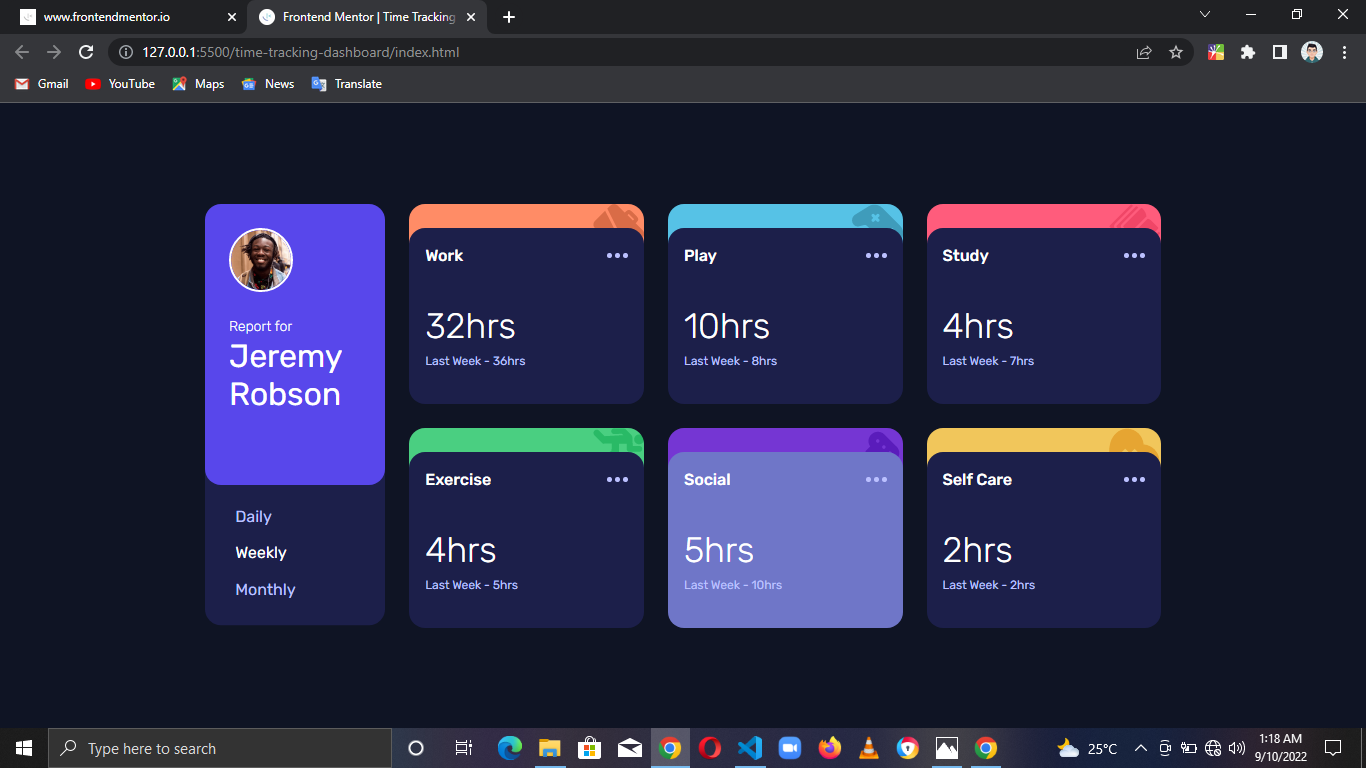 www.frontendmentor.io
Frontend Mentor | Time Tracking
127.0.0.1:5500/time-tracking-dashboard/index.html
Gmail
YouTube
Maps
News
Translate
Report for
Jeremy
Robson
Daily
Weekly
Monthly
Work
32hrs
Last Week - 36hrs
Play
10hrs
Last Week - 8hrs
Study
4hrs
Last Week - 7hrs
Exercise
4hrs
Last Week - 5hrs
Social
5hrs
Last Week - 10hrs
Self Care
2hrs
Last Week - 2hrs
Type here to search
25°C
1:18 AM
9/10/2022